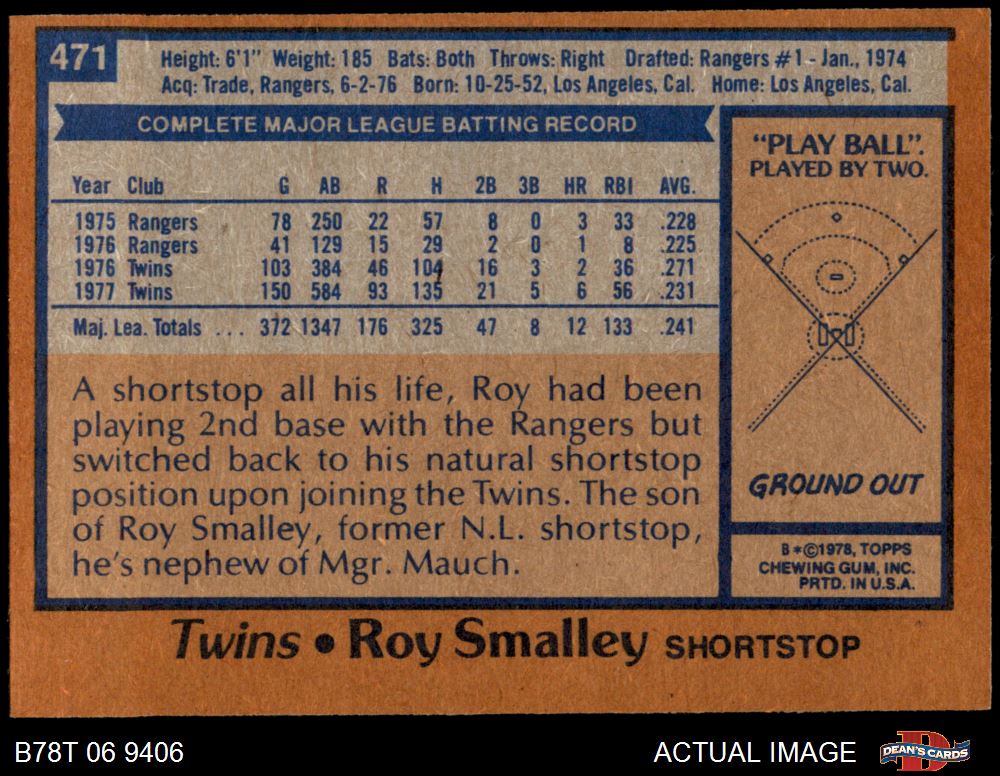 471
Height: 6'1" Weight: 185 Bats: Both Throws: Right Drafted: Rangers #1 - Jan., 1974
Acq: Trade, Rangers, 6-2-76 Born: 10-25-52, Los Angeles, Cal. Home: Los Angeles, Cal.
COMPLETE MAJOR LEAGUE BATTING RECORD
Year Club G AB R H 2B 3B HR RBI AVG.
1975 Rangers 78 250 22 57 8 0 3 33 .228
1976 Rangers 41 129 15 29 2 0 1 8 .225
1976 Twins 103 384 46 104 16 3 2 36 .271
1977 Twins 150 584 93 135 21 5 6 56 .231
Maj. Lea. Totals ... 372 1347 176 325 47 8 12 133 .241
A shortstop all his life, Roy had been
playing 2nd base with the Rangers but
switched back to his natural shortstop
position upon joining the Twins. The son
of Roy Smalley, former N.L. shortstop,
he's nephew of Mgr. Mauch.
"PLAY BALL".
PLAYED BY TWO.
GROUND OUT
B*©1978, TOPPS
CHEWING GUM, INC.
PRTD. IN U.S.A.
Twins • Roy Smalley SHORTSTOP
B78T 06 9406
ACTUAL IMAGE
DEAN'S CARDS